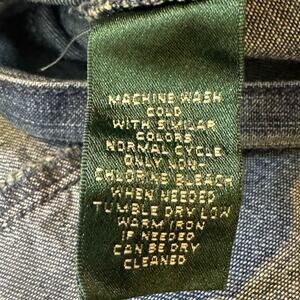 MACHINE WASH
COLD
WITH SIMILAR
COLORS
NORMAL CYCLE
ONLY NON
CHLORINE BLEACH
WHEN NEEDED
TUMBLE DRY LOW
WARM IRON
IF NEEDED
CAN BE DRY
CLEANED